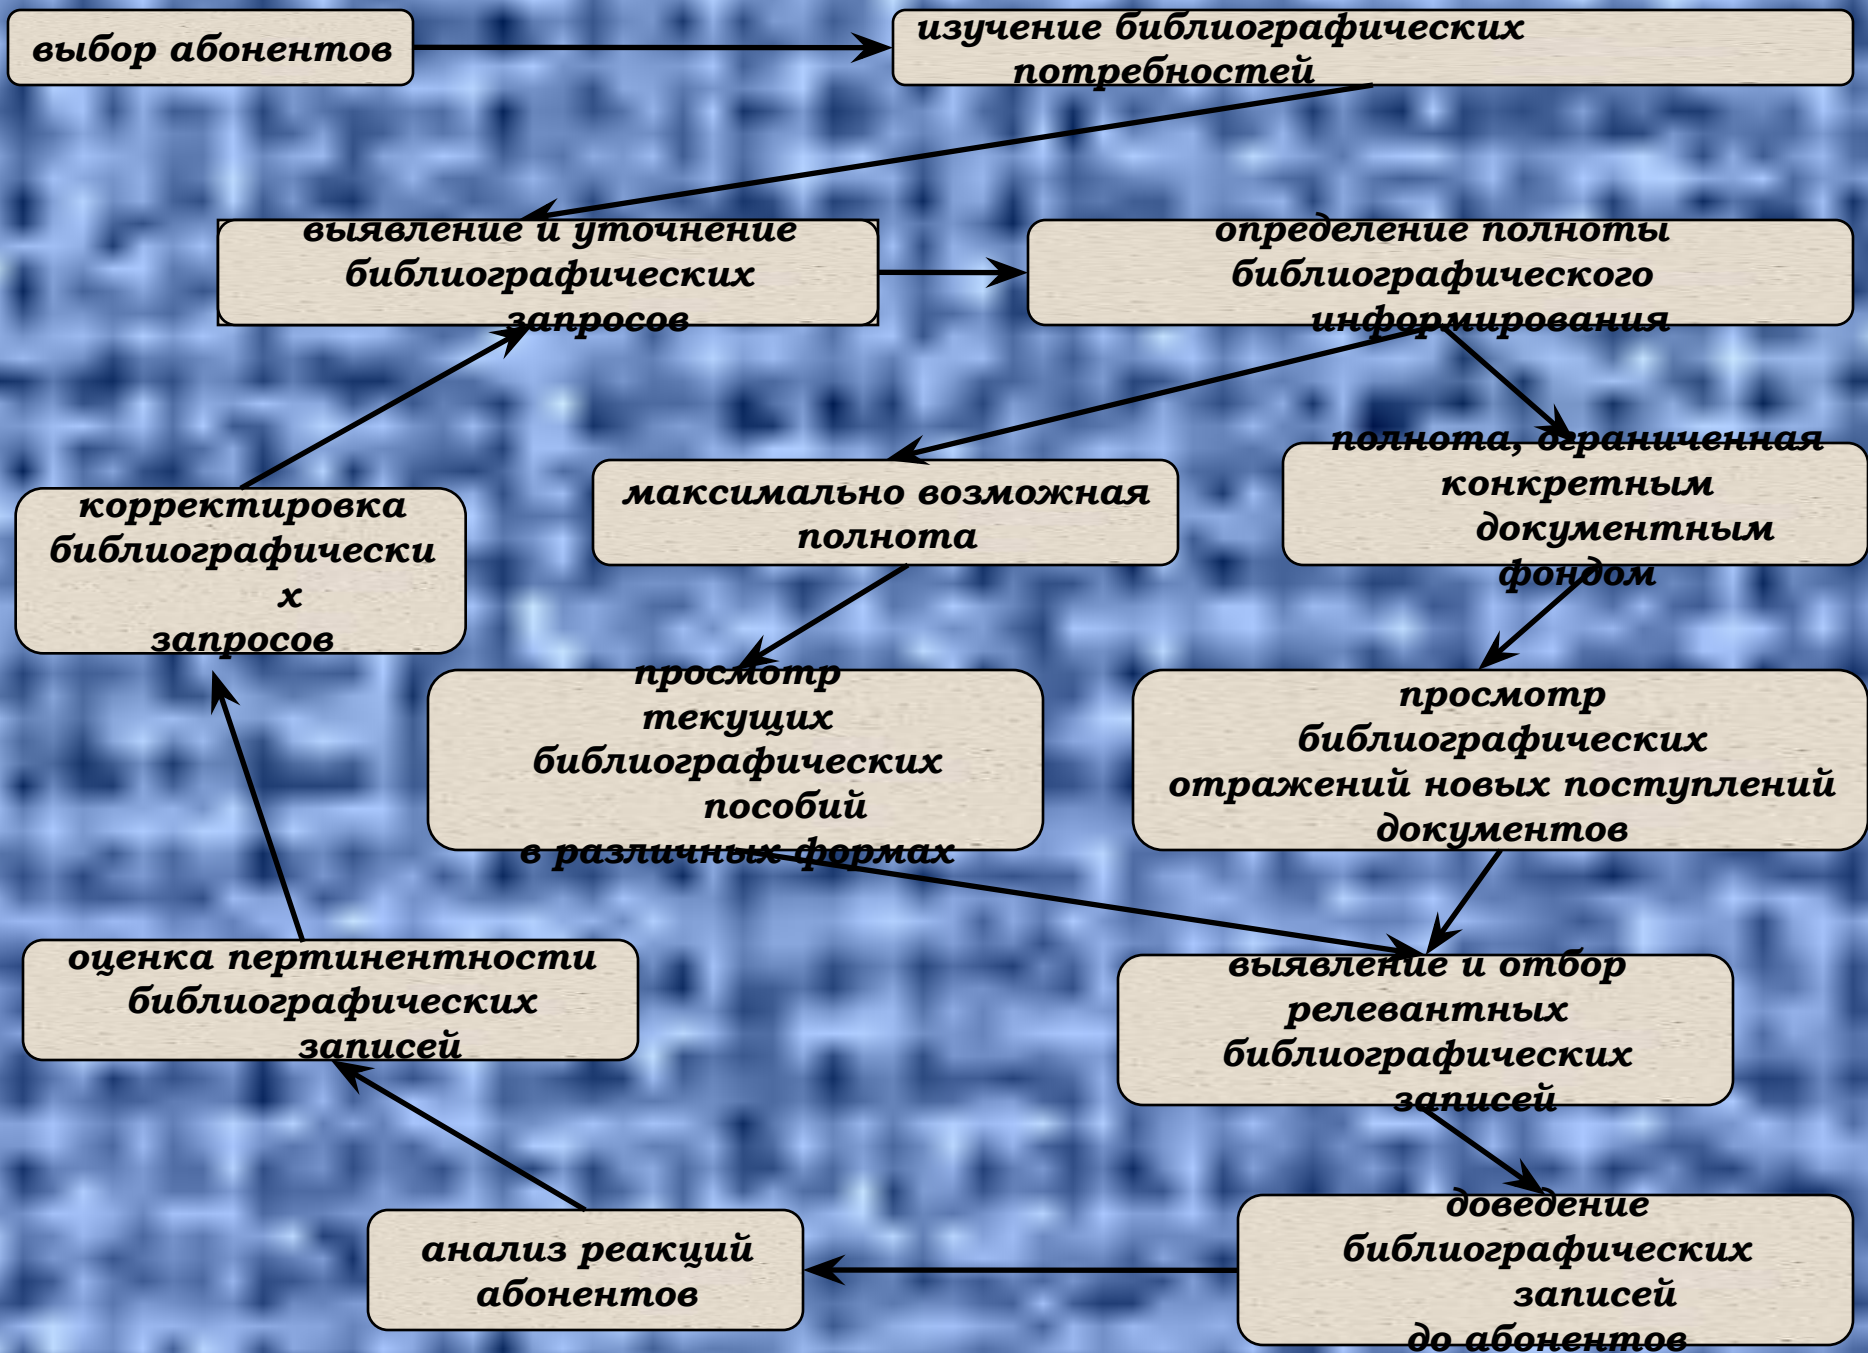 выбор абонентов
изучение библиографических
потребностей
выявление и уточнение
библиографических
запросов
определение полноты
библиографического
информирования
максимально возможная
полнота
полнота, ограниченная
конкретным
документным
фондом
корректировка
библиографически
х
запросов
просмотр
текущих
библиографических
пособий
в различных формах
просмотр
библиографических
отражений новых поступлений
документов
оценка пертинентности
библиографических
записей
выявление и отбор
релевантных
библиографических
записей
анализ реакций
абонентов
доведение
библиографических
записей
до абонентов